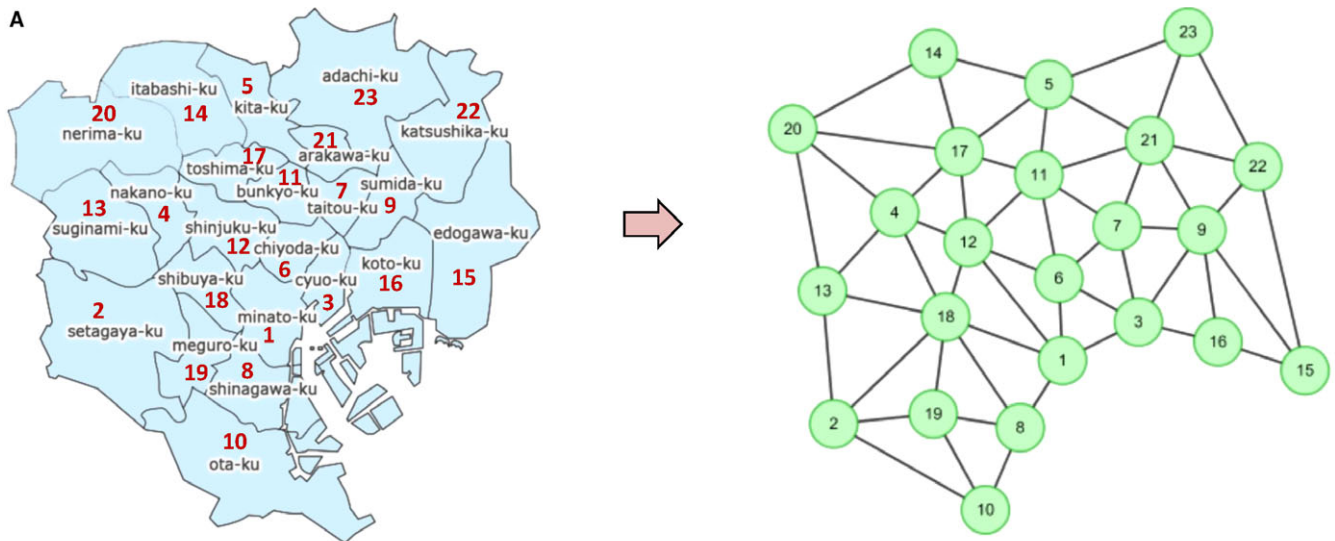 A
adachi-ku
23
itabashi-ku
14
5
kita-ku
20
nerima-ku
22
katsushika-ku
21
arakawa-ku
17
toshima-ku
11
bunkyo-ku
7
taitou-ku
sumida-ku
9
nakano-ku
4
13
suginami-ku
shinjuku-ku
12
chiyoda-ku
6
edogawa-ku
15
koto-ku
16
cyuo-ku
3
shibuya-ku
18
2
setagaya-ku
minato-ku
1
meguro-ku
19
8
shinagawa-ku
10
ota-ku
23
14
5
20
21
17
22
11
4
7
9
12
6
13
18
3
16
1
15
19
2
8
10